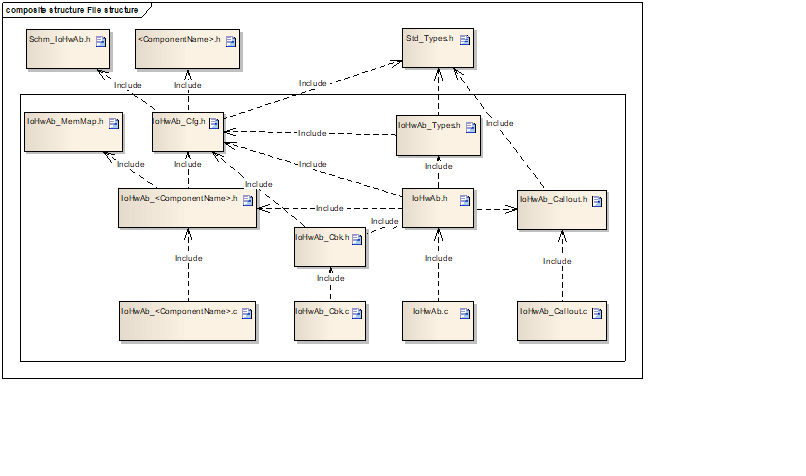 composite structure File structure
Schm_IoHwAb.h
<ComponentName>.h
Std_Types.h
Include
Include
Include
IoHwAb_MemMap.h
IoHwAb_Cfg.h
IoHwAb_Types.h
Include
Include
Include
Include
Include
Include
Include
IoHwAb_<ComponentName>.h
IoHwAb.h
IoHwAb_Callout.h
Include
Include
IoHwAb_Cbk.h
Include
Include
Include
Include
IoHwAb_<ComponentName>.c
IoHwAb_Cbk.c
IoHwAb.c
IoHwAb_Callout.c